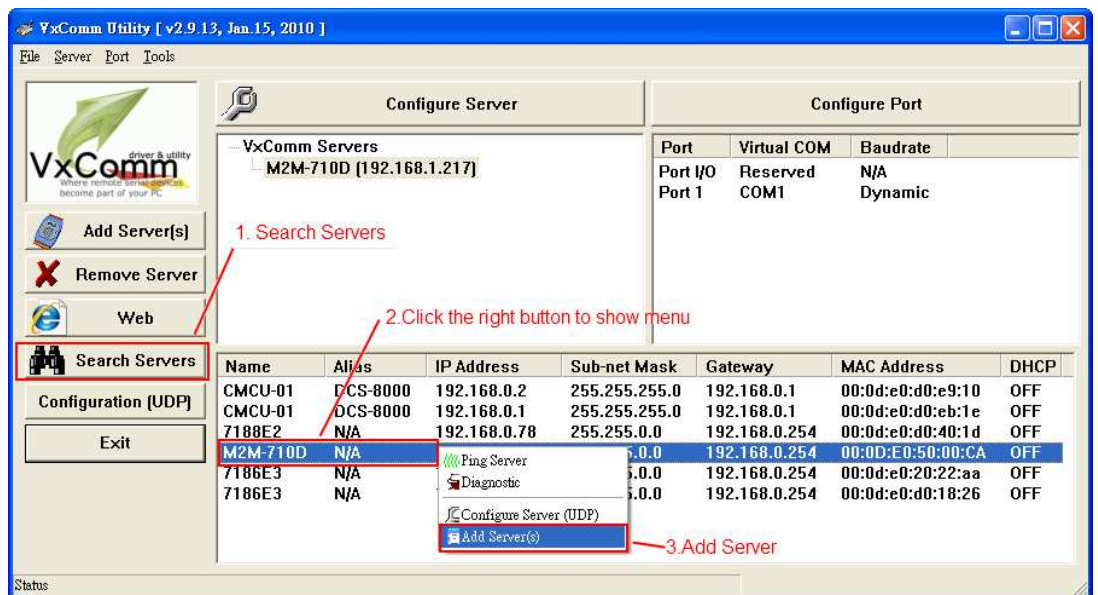 VxComm Utility [ v2.9.13, Jan.15, 2010 ]
File Server Port Tools
VxComm
driver & utility
Where remote serial devices
become part of your PC
Configure Server
Configure Port
VxComm Servers
M2M-710D (192.168.1.217)
Port Virtual COM Baudrate
Port I/O Reserved N/A
Port 1 COM1 Dynamic
Add Server(s)
Remove Server
Web
Search Servers
Configuration (UDP)
Exit
1. Search Servers
2.Click the right button to show menu
Name Alias IP Address Sub-net Mask Gateway MAC Address DHCP
CMCU-01 DCS-8000 192.168.0.2 255.255.255.0 192.168.0.1 00:0d:e0:d0:e9:10 OFF
CMCU-01 DCS-8000 192.168.0.3 255.255.255.0 192.168.0.1 00:0d:e0:d0:eb:1e OFF
7188E2 N/A 192.168.0.78 255.255.0.0 192.168.0.254 00:0d:e0:d0:40:1d OFF
M2M-710D N/A 5.0.0 192.168.0.254 00:0D:E0:50:00:CA OFF
7186E3 N/A 5.0.0 192.168.0.254 00:0d:e0:20:22:aa OFF
7186E3 N/A 5.0.0 192.168.0.254 00:0d:e0:d0:18:26 OFF
Ping Server
Diagnostic
Configure Server (UDP)
Add Server(s)
3.Add Server
Status